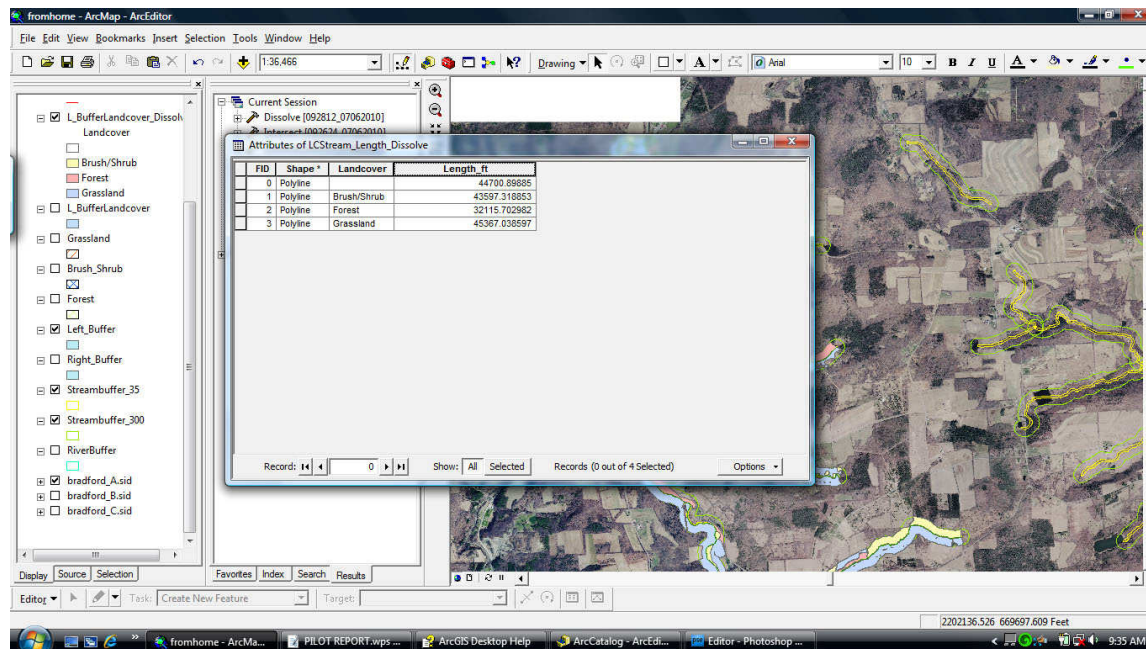 fromhome - ArcMap - ArcEditor
File Edit View Bookmarks Insert Selection Tools Window Help
1:36,466 Drawing A Arial 10 B I U A
L_BufferLandcover_Dissolv
Landcover
Brush/Shrub
Forest
Grassland
L_BufferLandcover
Grassland
Brush_Shrub
Forest
Left_Buffer
Right_Buffer
Streambuffer_35
Streambuffer_300
RiverBuffer
bradford_A.sid
bradford_B.sid
bradford_C.sid
Display Source Selection
Current Session
Dissolve [092812_07062010]
Intersect [092624_07062010]
Attributes of LCStream_Length_Dissolve
FID Shape * Landcover Length_ft
0 Polyline 44700.89885
1 Polyline Brush/Shrub 43597.318853
2 Polyline Forest 32115.702982
3 Polyline Grassland 45367.038597
Record: 0 Show: All Selected Records (0 out of 4 Selected) Options
Favorites Index Search Results
Editor Task: Create New Feature Target:
2202136.526 669697.609 Feet
fromhome - ArcMa... PILOT REPORT.wps ... ArcGIS Desktop Help ArcCatalog - ArcEdi... Editor - Photoshop ... 9:35 AM